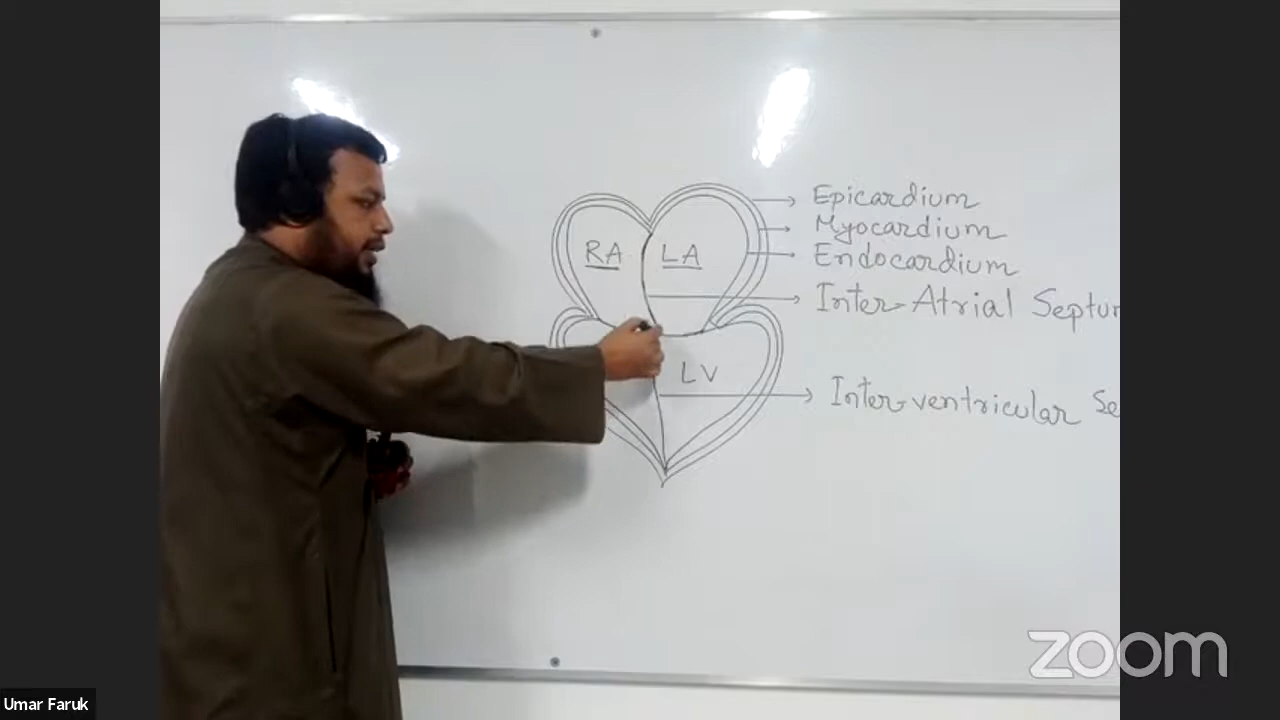 Epicardium
Myocardium
RA LA
Endocardium
Inter-Atrial Septum
LV
Inter-ventricular Se
zoom
Umar Faruk